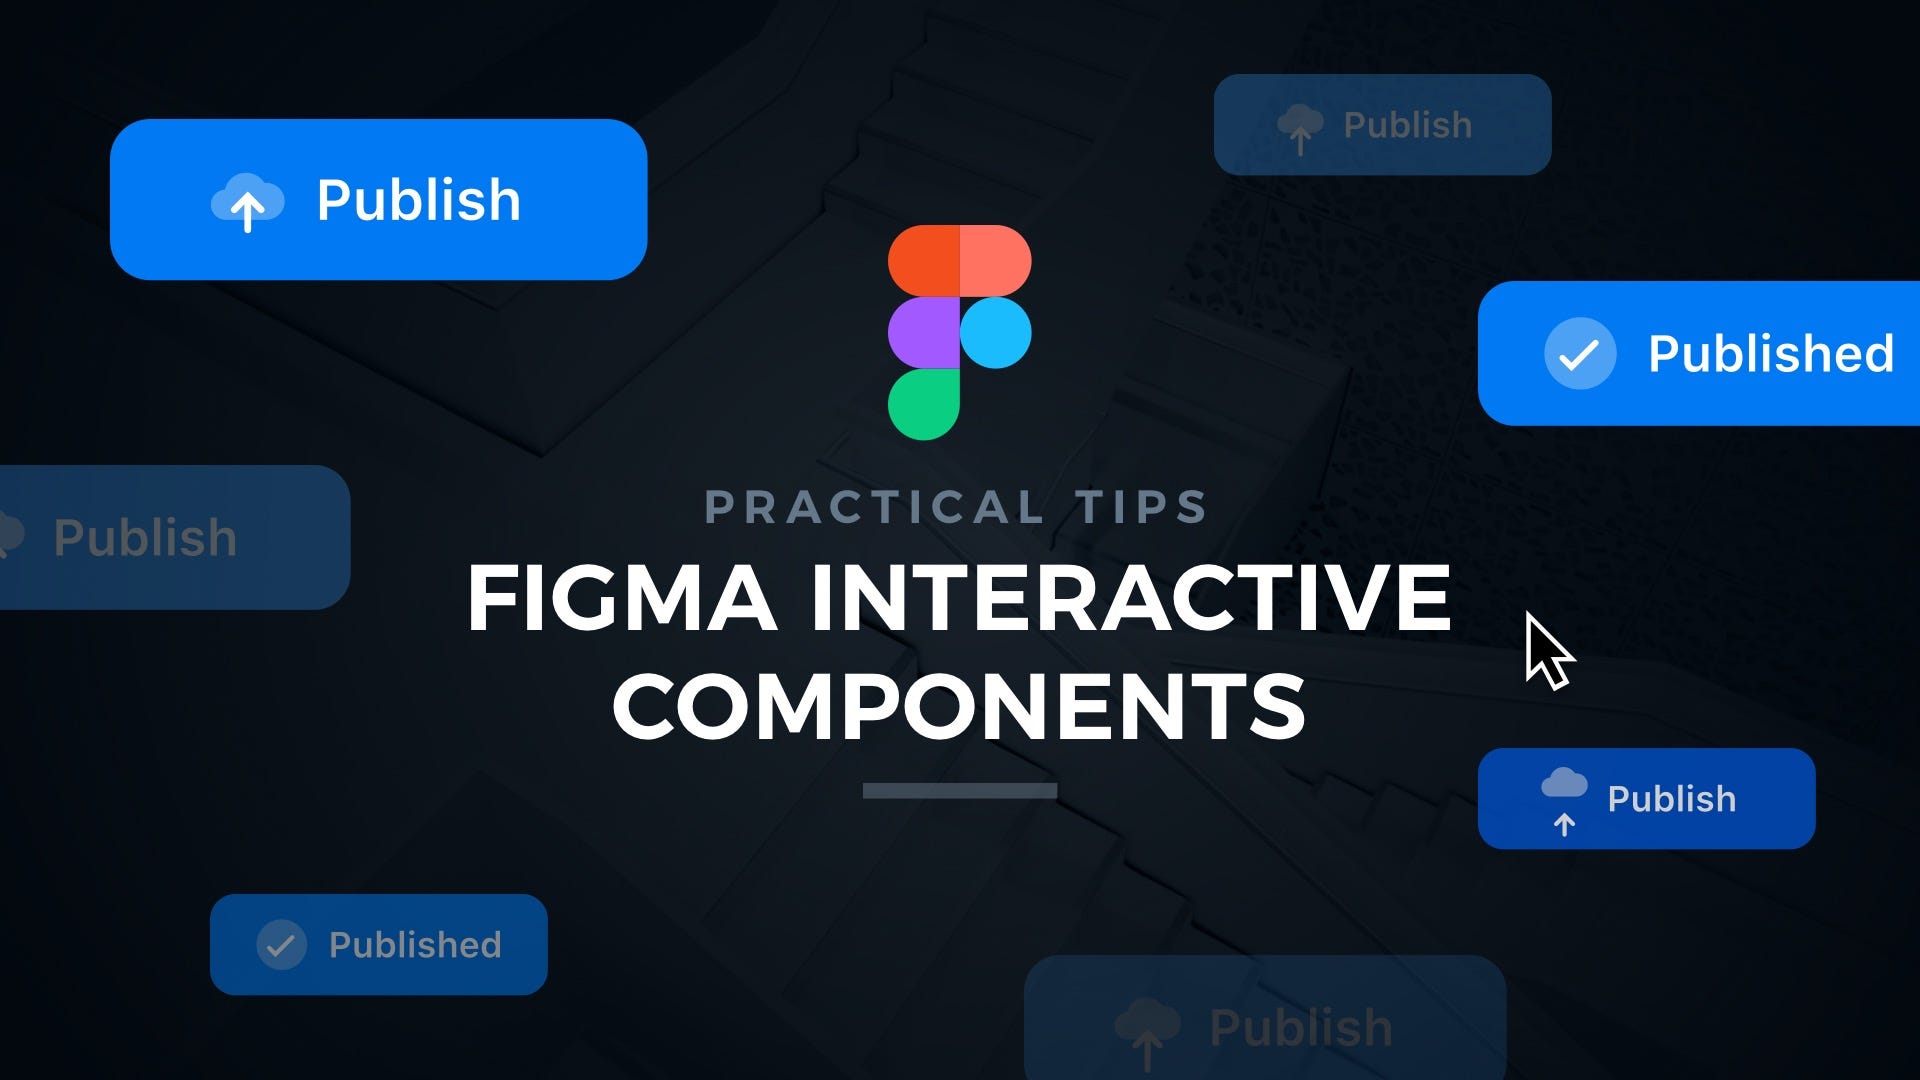 Publish
Publish
Published
Publish
PRACTICAL TIPS
FIGMA INTERACTIVE
COMPONENTS
Publish
Published
Publish